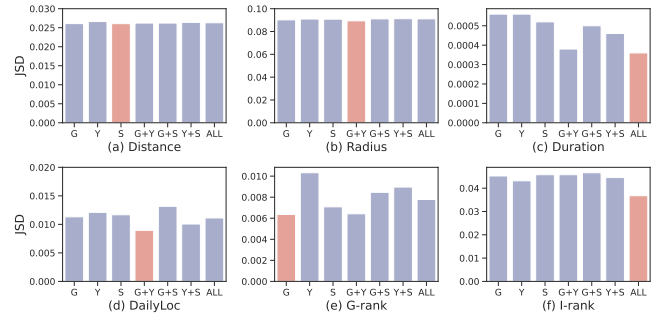 JSD
0.030
0.025
0.020
0.015
0.010
0.005
0.000
G Y S G+Y G+S Y+S ALL
(a) Distance
0.10
0.08
0.06
0.04
0.02
0.00
G Y S G+Y G+S Y+S ALL
(b) Radius
0.0005
0.0004
0.0003
0.0002
0.0001
0.0000
G Y S G+Y G+S Y+S ALL
(c) Duration
JSD
0.020
0.015
0.010
0.005
0.000
G Y S G+Y G+S Y+S ALL
(d) DailyLoc
0.010
0.008
0.006
0.004
0.002
0.000
G Y S G+Y G+S Y+S ALL
(e) G-rank
0.04
0.03
0.02
0.01
0.00
G Y S G+Y G+S Y+S ALL
(f) I-rank